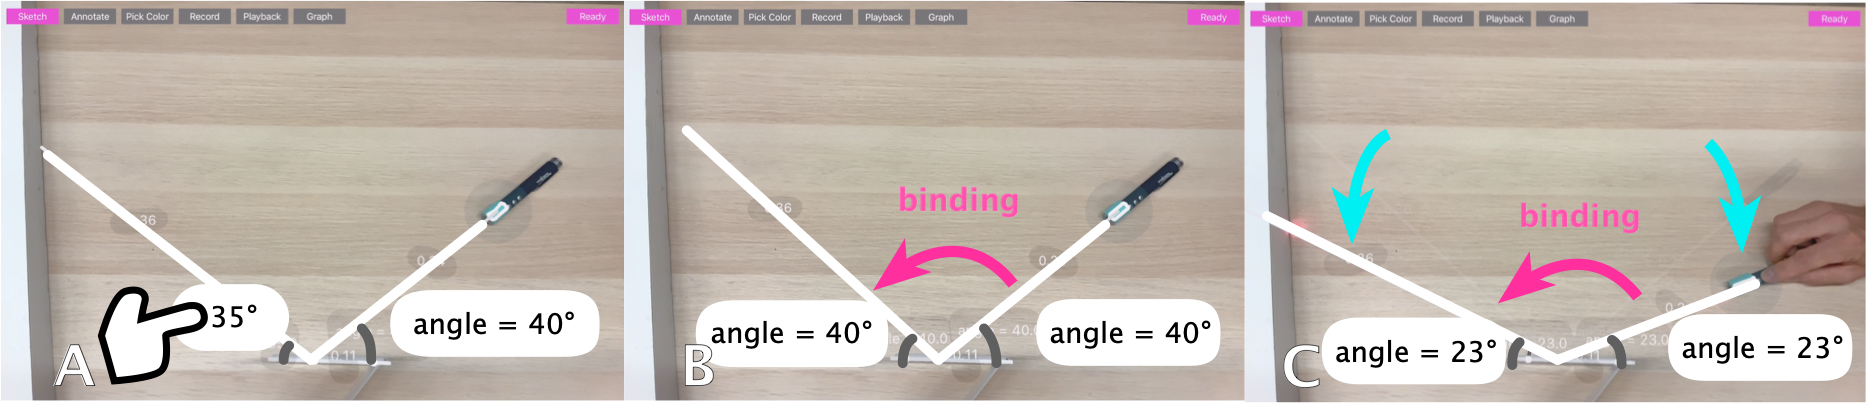 Sketch Annotate Pick Color Record Playback Graph Ready
.36
35°
angle = 40°
0.11
A
Sketch Annotate Pick Color Record Playback Graph Ready
binding
angle = 40°
angle = 40°
40.0
= 40.0
0.11
B
Sketch Annotate Pick Color Record Playback Graph Ready
binding
angle = 23°
angle = 23°
23.0
= 23.0
C